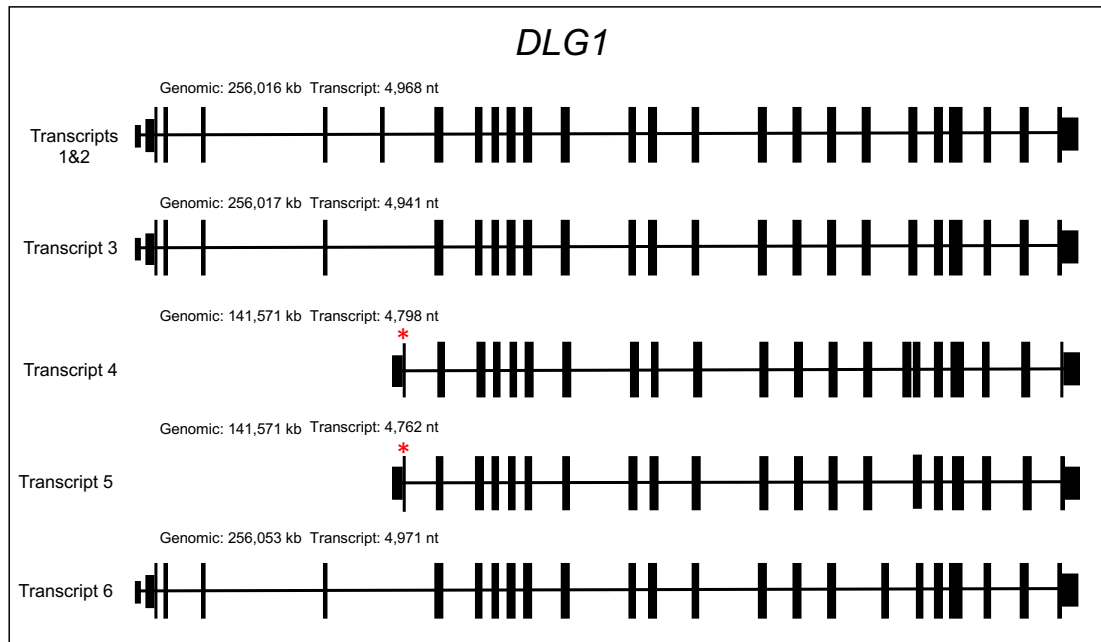 DLG1
Genomic: 256,016 kb Transcript: 4,968 nt
Transcripts
1&2
Genomic: 256,017 kb Transcript: 4,941 nt
Transcript 3
Genomic: 141,571 kb Transcript: 4,798 nt
*
Transcript 4
Genomic: 141,571 kb Transcript: 4,762 nt
*
Transcript 5
Genomic: 256,053 kb Transcript: 4,971 nt
Transcript 6